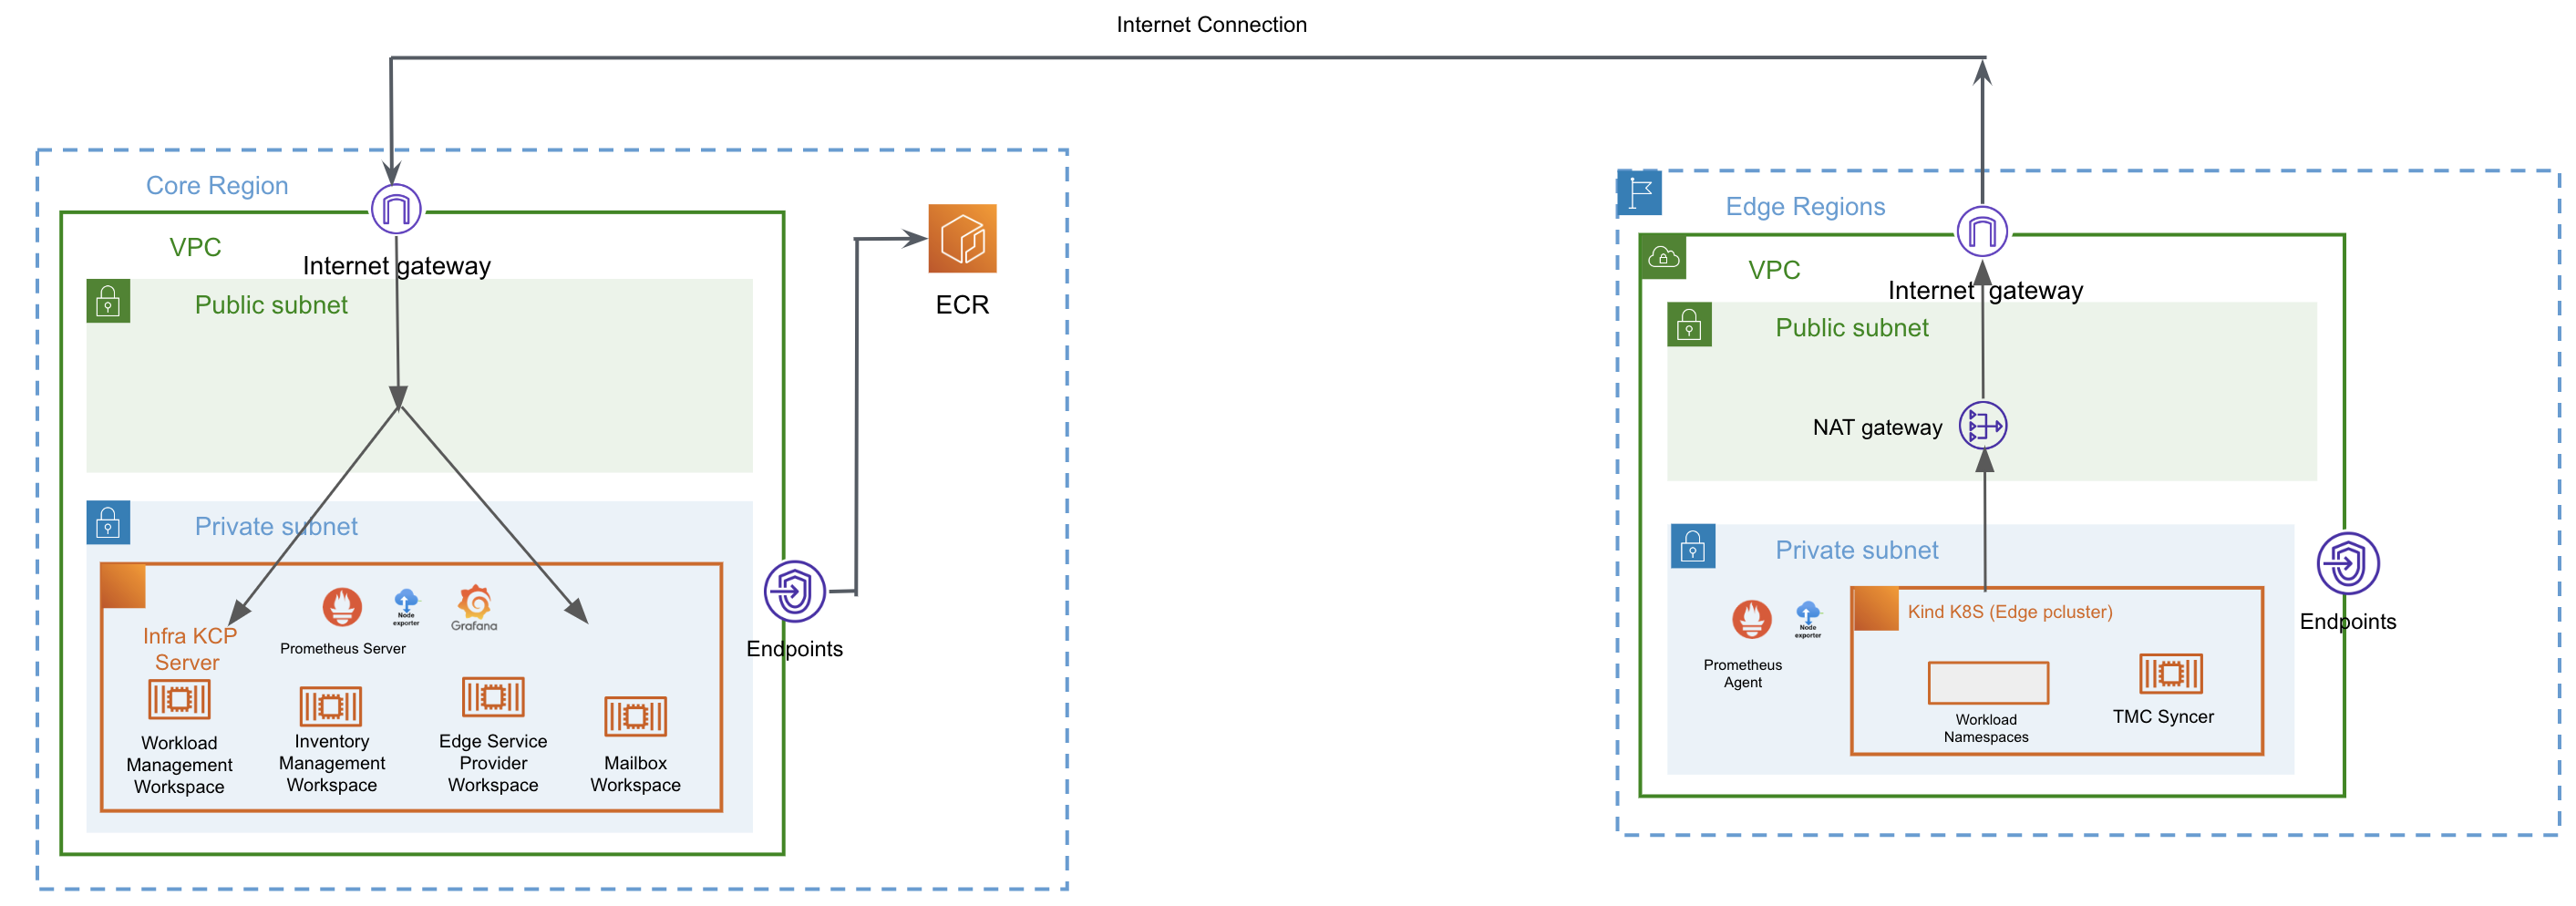 Internet Connection
Core Region
VPC
Internet gateway
Public subnet
ECR
Private subnet
Infra KCP
Server
Prometheus Server
Node
exporter
Grafana
Endpoints
Workload
Management
Workspace
Inventory
Management
Workspace
Edge Service
Provider
Workspace
Mailbox
Workspace
Edge Regions
VPC
Internet gateway
Public subnet
NAT gateway
Private subnet
Prometheus
Agent
Node
exporter
Kind K8S (Edge pcluster)
Workload
Namespaces
TMC Syncer
Endpoints